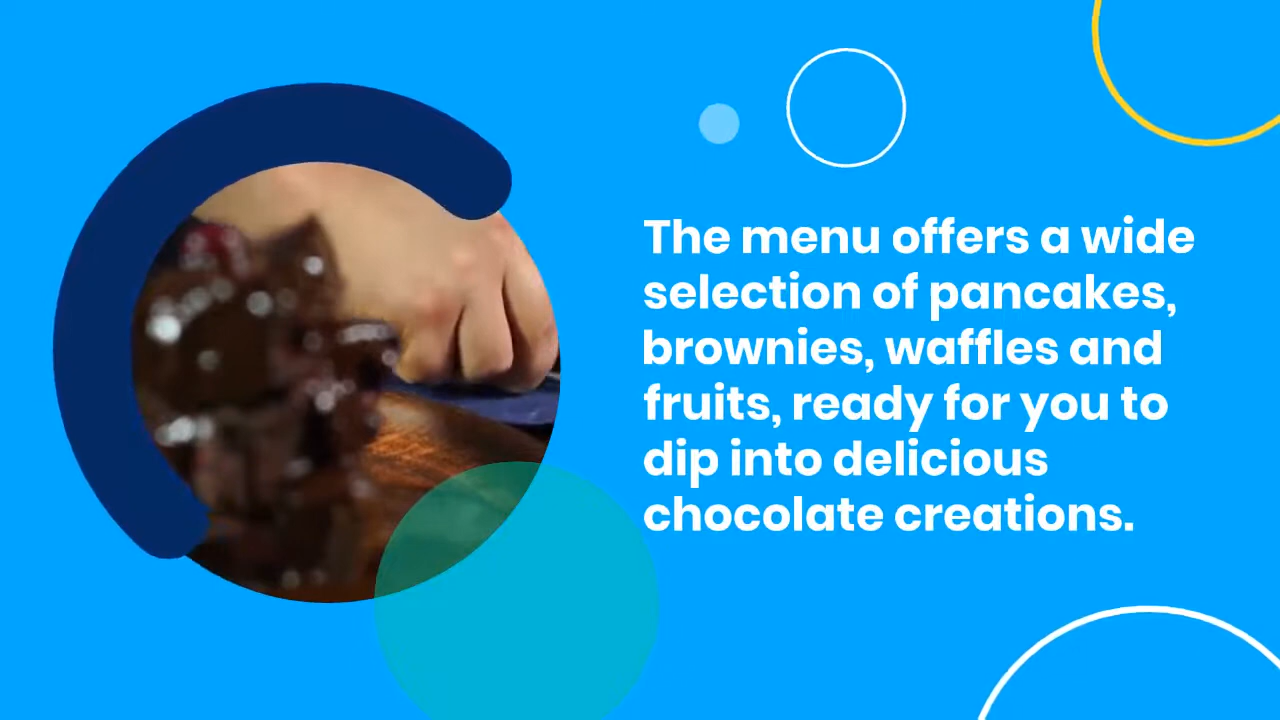 The menu offers a wide
selection of pancakes,
brownies, waffles and
fruits, ready for you to
dip into delicious
chocolate creations.